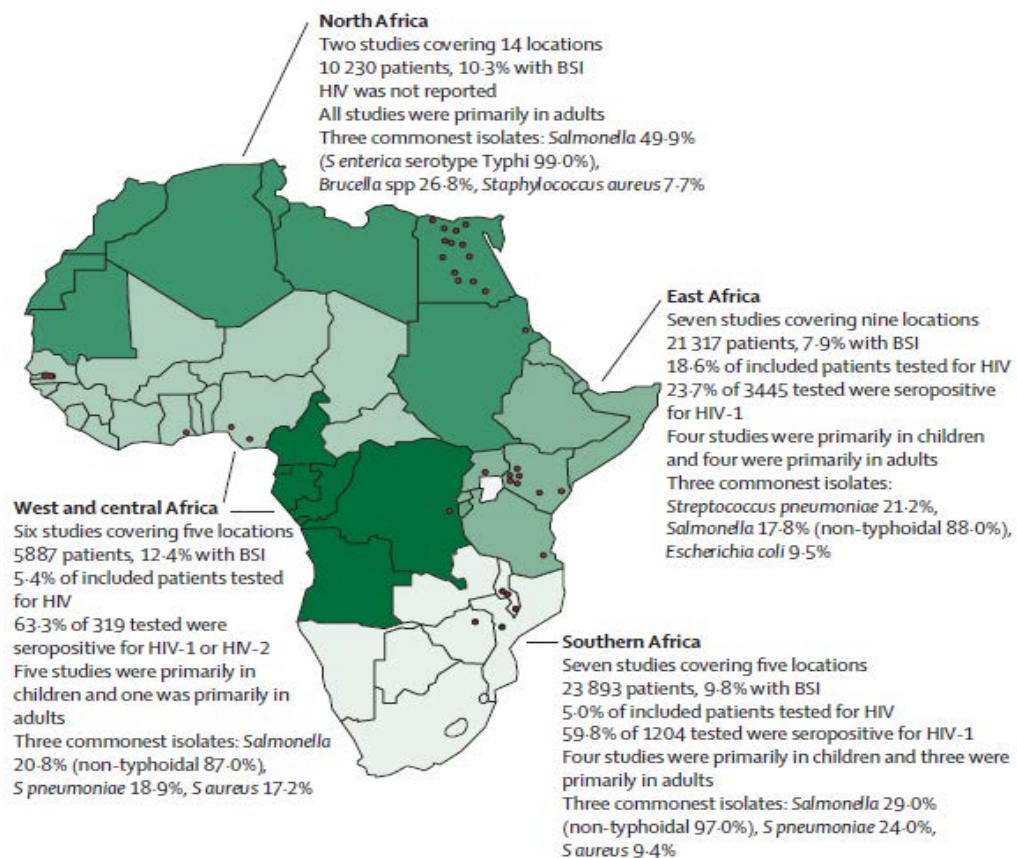 North Africa
Two studies covering 14 locations
10 230 patients, 10·3% with BSI
HIV was not reported
All studies were primarily in adults
Three commonest isolates: Salmonella 49·9%
(S enterica serotype Typhi 99·0%),
Brucella spp 26·8%, Staphylococcus aureus 7·7%
East Africa
Seven studies covering nine locations
21 317 patients, 7·9% with BSI
18·6% of included patients tested for HIV
23·7% of 3445 tested were seropositive
for HIV-1
Four studies were primarily in children
and four were primarily in adults
Three commonest isolates:
Streptococcus pneumoniae 21·2%,
Salmonella 17·8% (non-typhoidal 88·0%),
Escherichia coli 9·5%
West and central Africa
Six studies covering five locations
5887 patients, 12·4% with BSI
5·4% of included patients tested
for HIV
63·3% of 319 tested were
seropositive for HIV-1 or HIV-2
Five studies were primarily in
children and one was primarily in
adults
Three commonest isolates: Salmonella
20·8% (non-typhoidal 87·0%),
S pneumoniae 18·9%, S aureus 17·2%
Southern Africa
Seven studies covering five locations
23 893 patients, 9·8% with BSI
5·0% of included patients tested for HIV
59·8% of 1204 tested were seropositive for HIV-1
Four studies were primarily in children and three were
primarily in adults
Three commonest isolates: Salmonella 29·0%
(non-typhoidal 97·0%), S pneumoniae 24·0%,
S aureus 9·4%